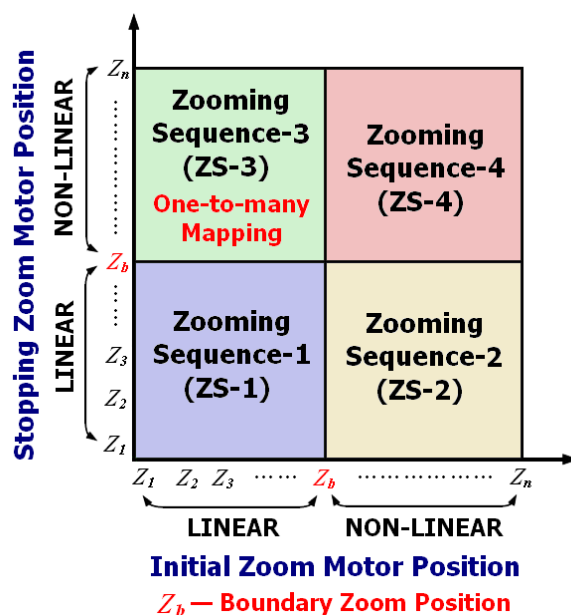 Stopping Zoom Motor Position
NON-LINEAR
LINEAR
Zn
Zb
Z3
Z2
Z1
Zooming
Sequence-3
(ZS-3)
One-to-many
Mapping
Zooming
Sequence-4
(ZS-4)
Zooming
Sequence-1
(ZS-1)
Zooming
Sequence-2
(ZS-2)
Z1 Z2 Z3 ...... Zb .................. Zn
LINEAR NON-LINEAR
Initial Zoom Motor Position
Zb — Boundary Zoom Position